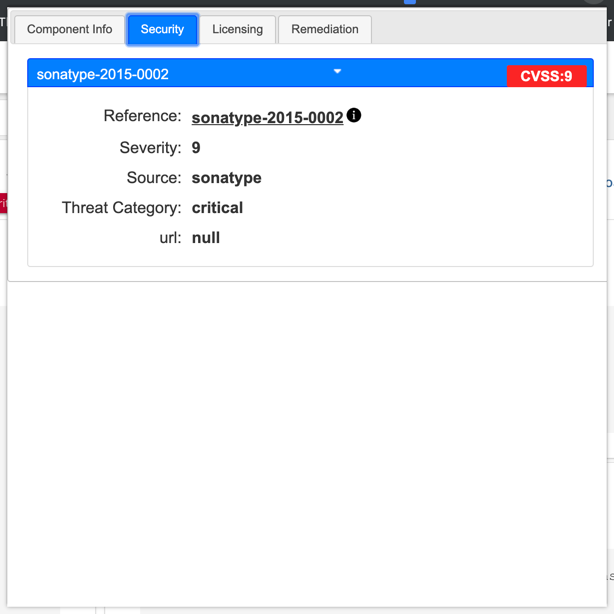 Component Info
Security
Licensing
Remediation
sonatype-2015-0002
CVSS:9
Reference: sonatype-2015-0002
Severity: 9
Source: sonatype
Threat Category: critical
url: null